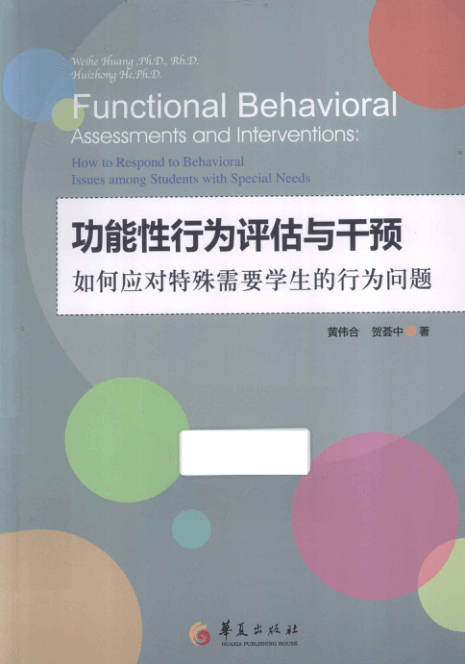 Weihe Huang ,Ph.D., Rh.D.
Huizhong He,Ph.D.
Functional Behavioral
Assessments and Interventions:
How to Respond to Behavioral
Issues among Students with Special Needs
功能性行为评估与干预
如何应对特殊需要学生的行为问题
黄伟合 贺荟中 著
华夏出版社
HUAXIA PUBLISHING HOUSE